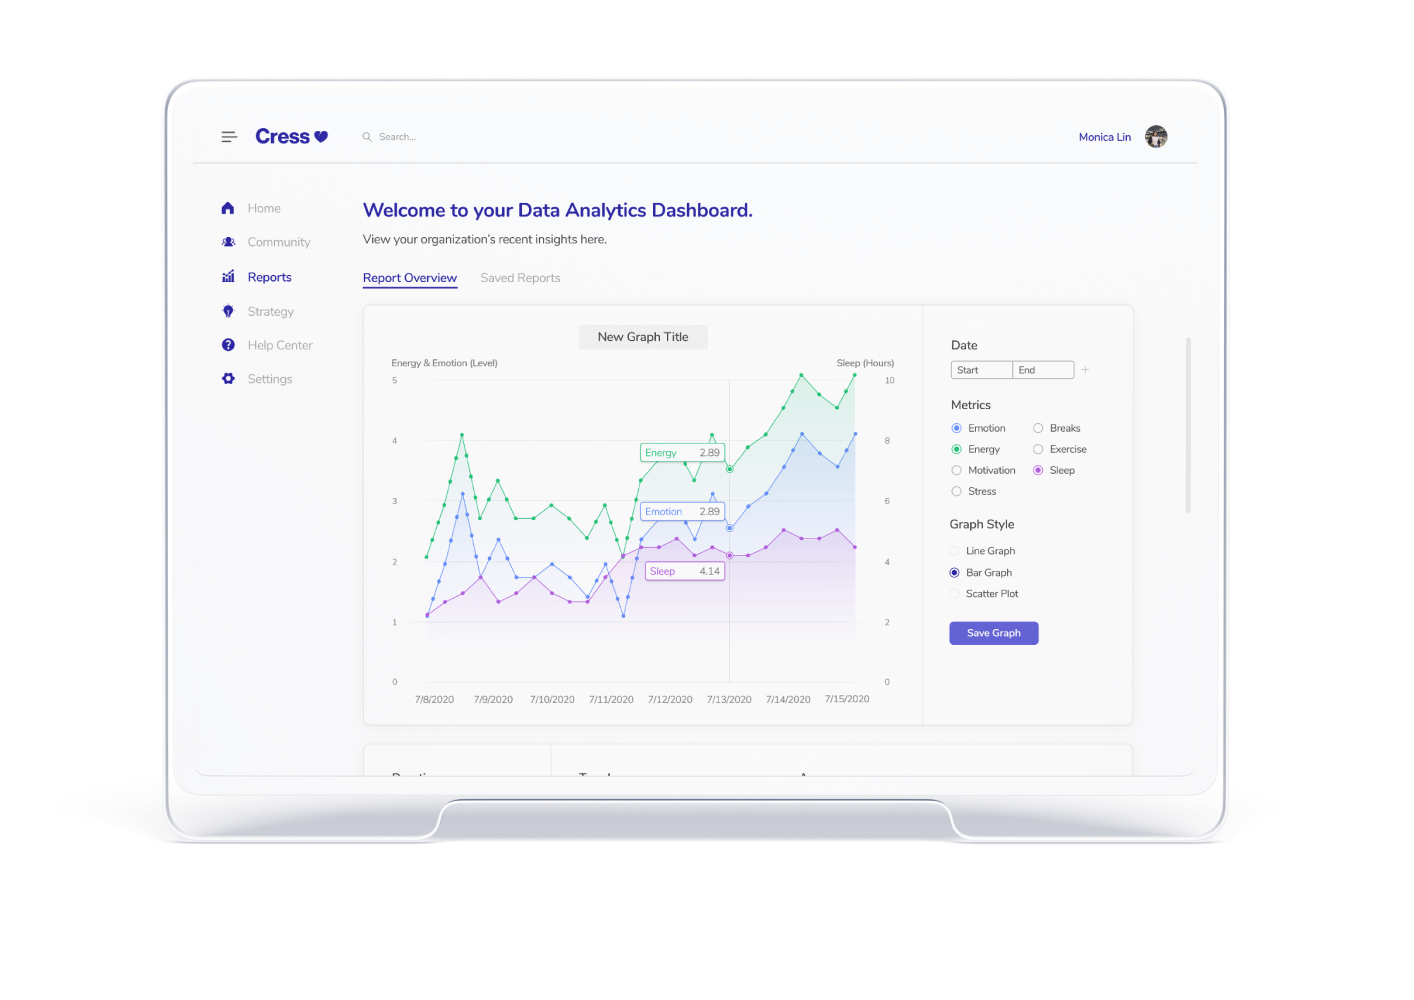 Cress
Search...
Monica Lin
Home
Community
Reports
Strategy
Help Center
Settings
Welcome to your Data Analytics Dashboard.
View your organization's recent insights here.
Report Overview Saved Reports
New Graph Title
Energy & Emotion (Level) Sleep (Hours)
5 10
4 8
3 6
2 4
1 2
0 0
Energy 2.89
Emotion 2.89
Sleep 4.14
7/8/2020 7/9/2020 7/10/2020 7/11/2020 7/12/2020 7/13/2020 7/14/2020 7/15/2020
Date
Start End +
Metrics
Emotion Breaks
Energy Exercise
Motivation Sleep
Stress
Graph Style
Line Graph
Bar Graph
Scatter Plot
Save Graph